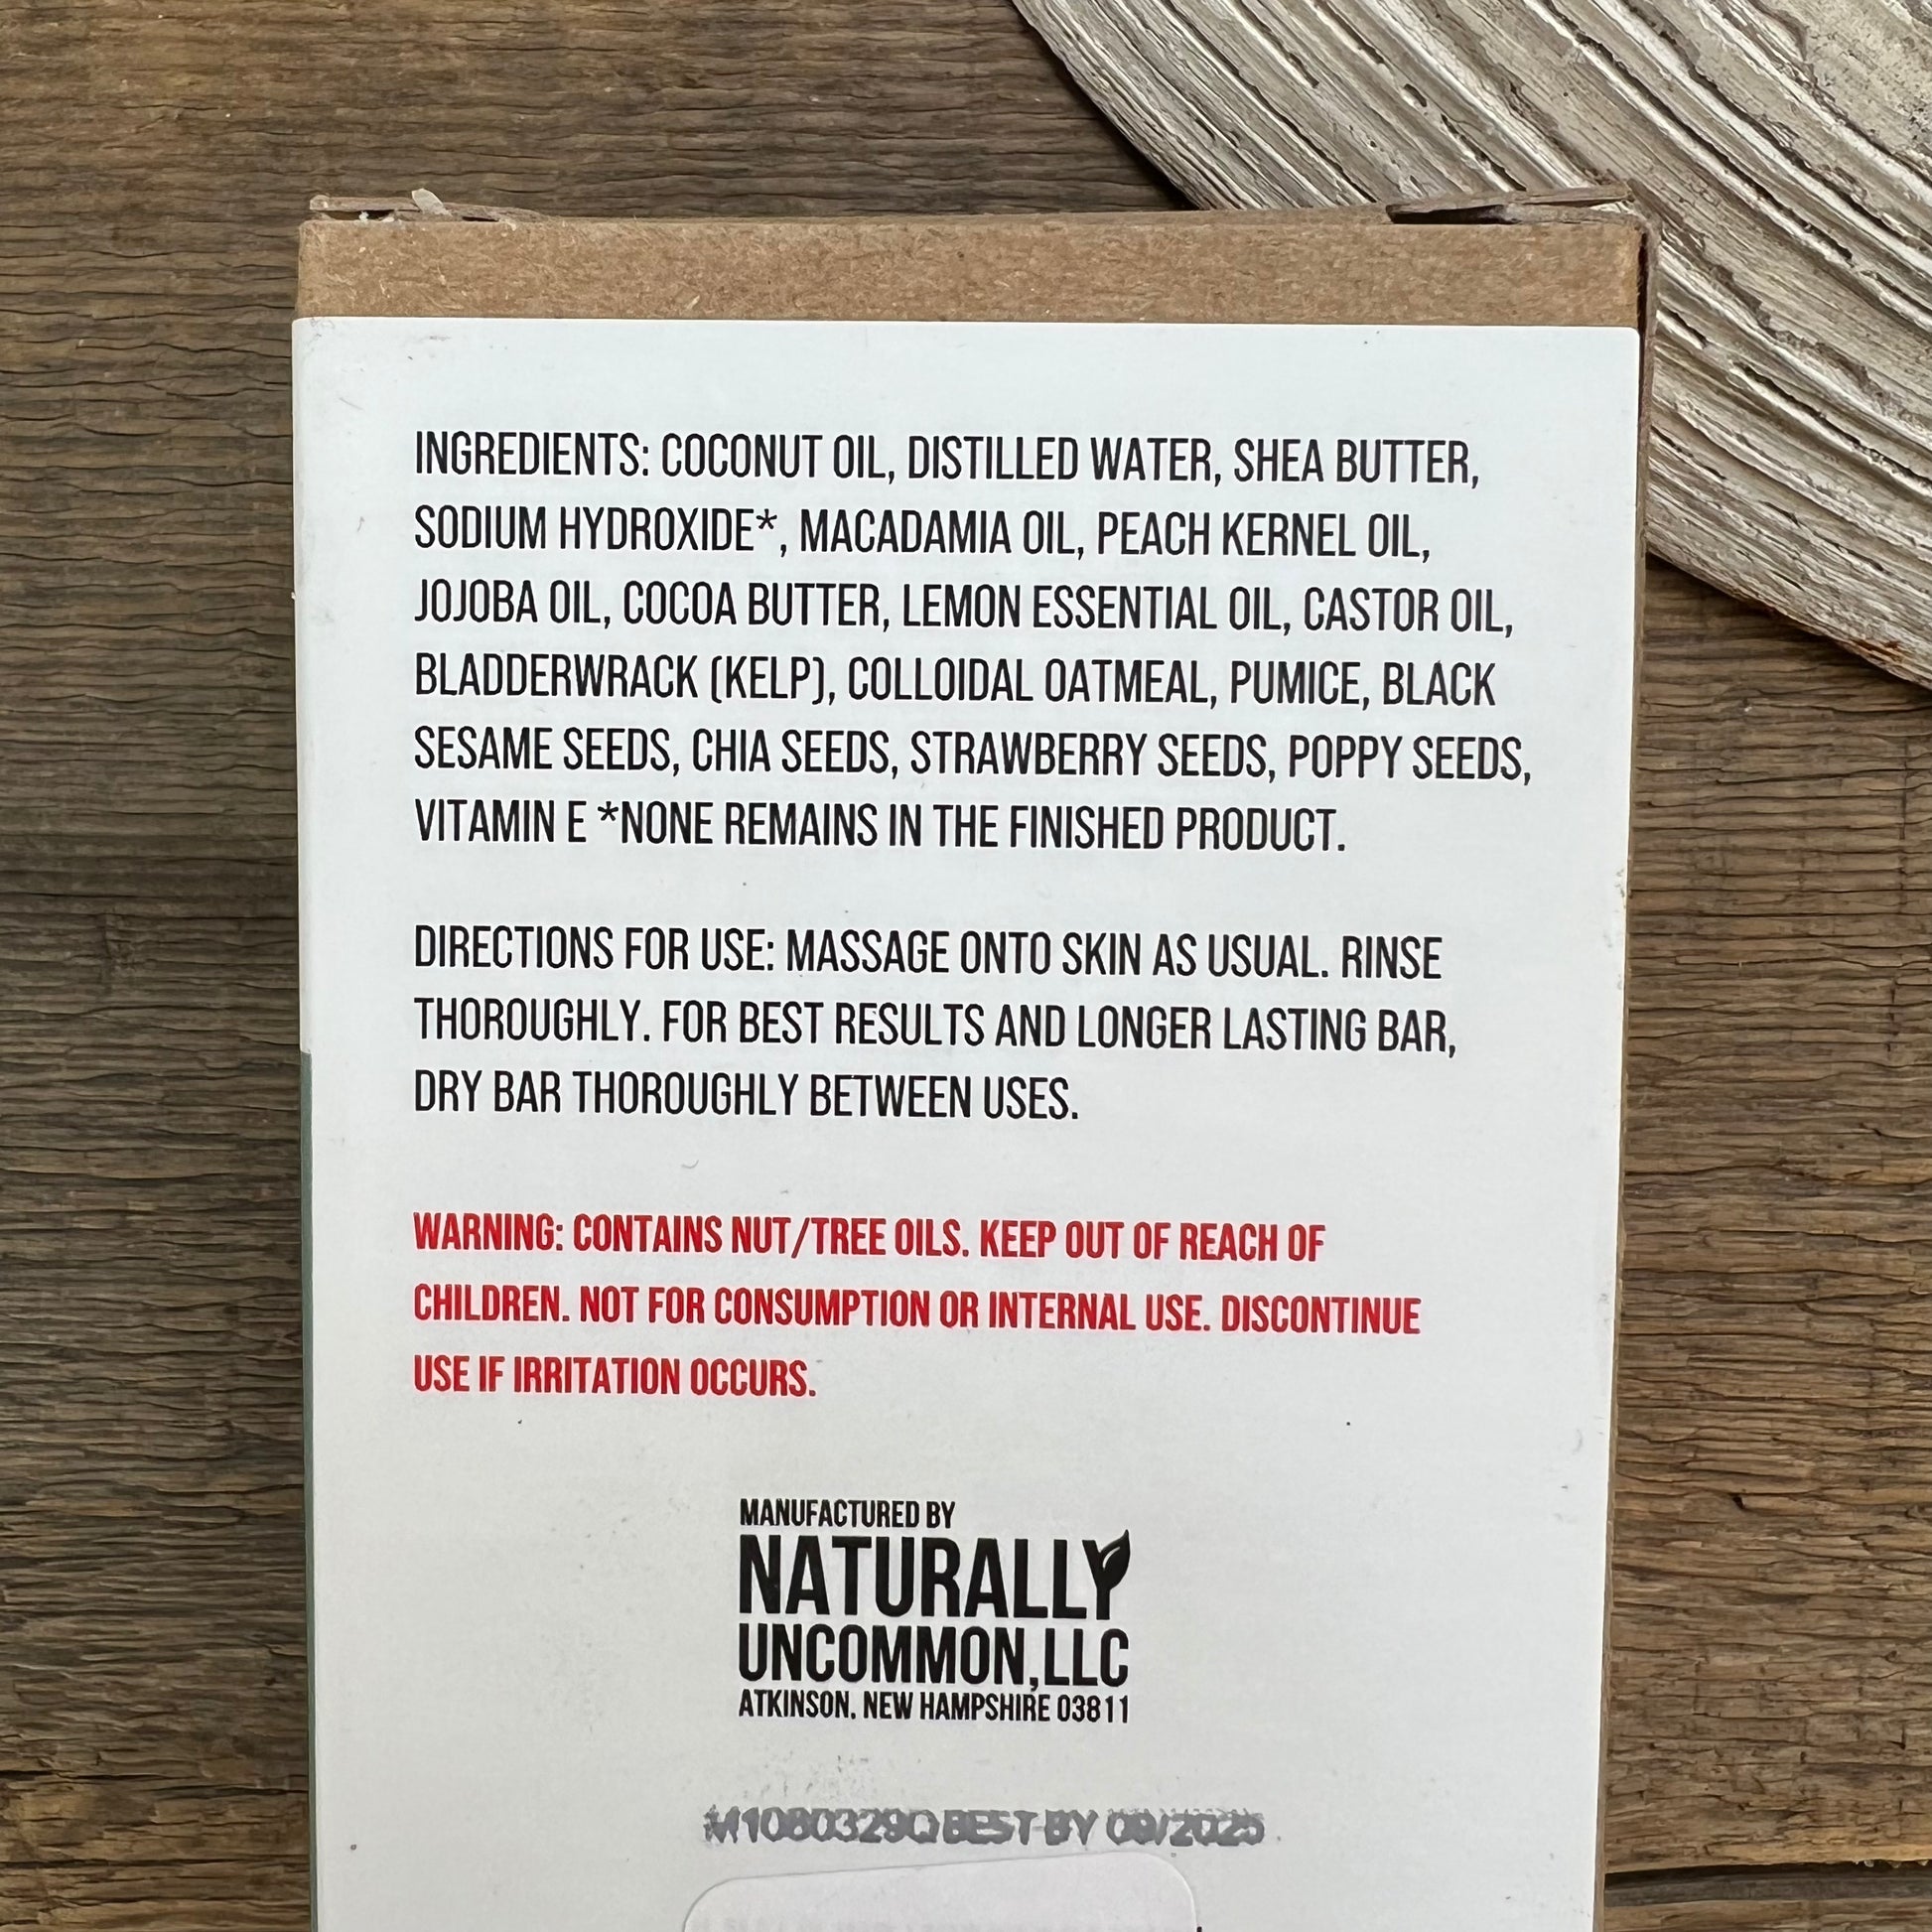 INGREDIENTS: COCONUT OIL, DISTILLED WATER, SHEA BUTTER,
SODIUM HYDROXIDE*, MACADAMIA OIL, PEACH KERNEL OIL,
JOJOBA OIL, COCOA BUTTER, LEMON ESSENTIAL OIL, CASTOR OIL,
BLADDERWRACK (KELP), COLLOIDAL OATMEAL, PUMICE, BLACK
SESAME SEEDS, CHIA SEEDS, STRAWBERRY SEEDS, POPPY SEEDS,
VITAMIN E *NONE REMAINS IN THE FINISHED PRODUCT.
DIRECTIONS FOR USE: MASSAGE ONTO SKIN AS USUAL. RINSE
THOROUGHLY. FOR BEST RESULTS AND LONGER LASTING BAR,
DRY BAR THOROUGHLY BETWEEN USES.
WARNING: CONTAINS NUT/TREE OILS. KEEP OUT OF REACH OF
CHILDREN. NOT FOR CONSUMPTION OR INTERNAL USE. DISCONTINUE
USE IF IRRITATION OCCURS.
MANUFACTURED BY
NATURALLY
UNCOMMON, LLC
ATKINSON, NEW HAMPSHIRE 03811
BEST BY